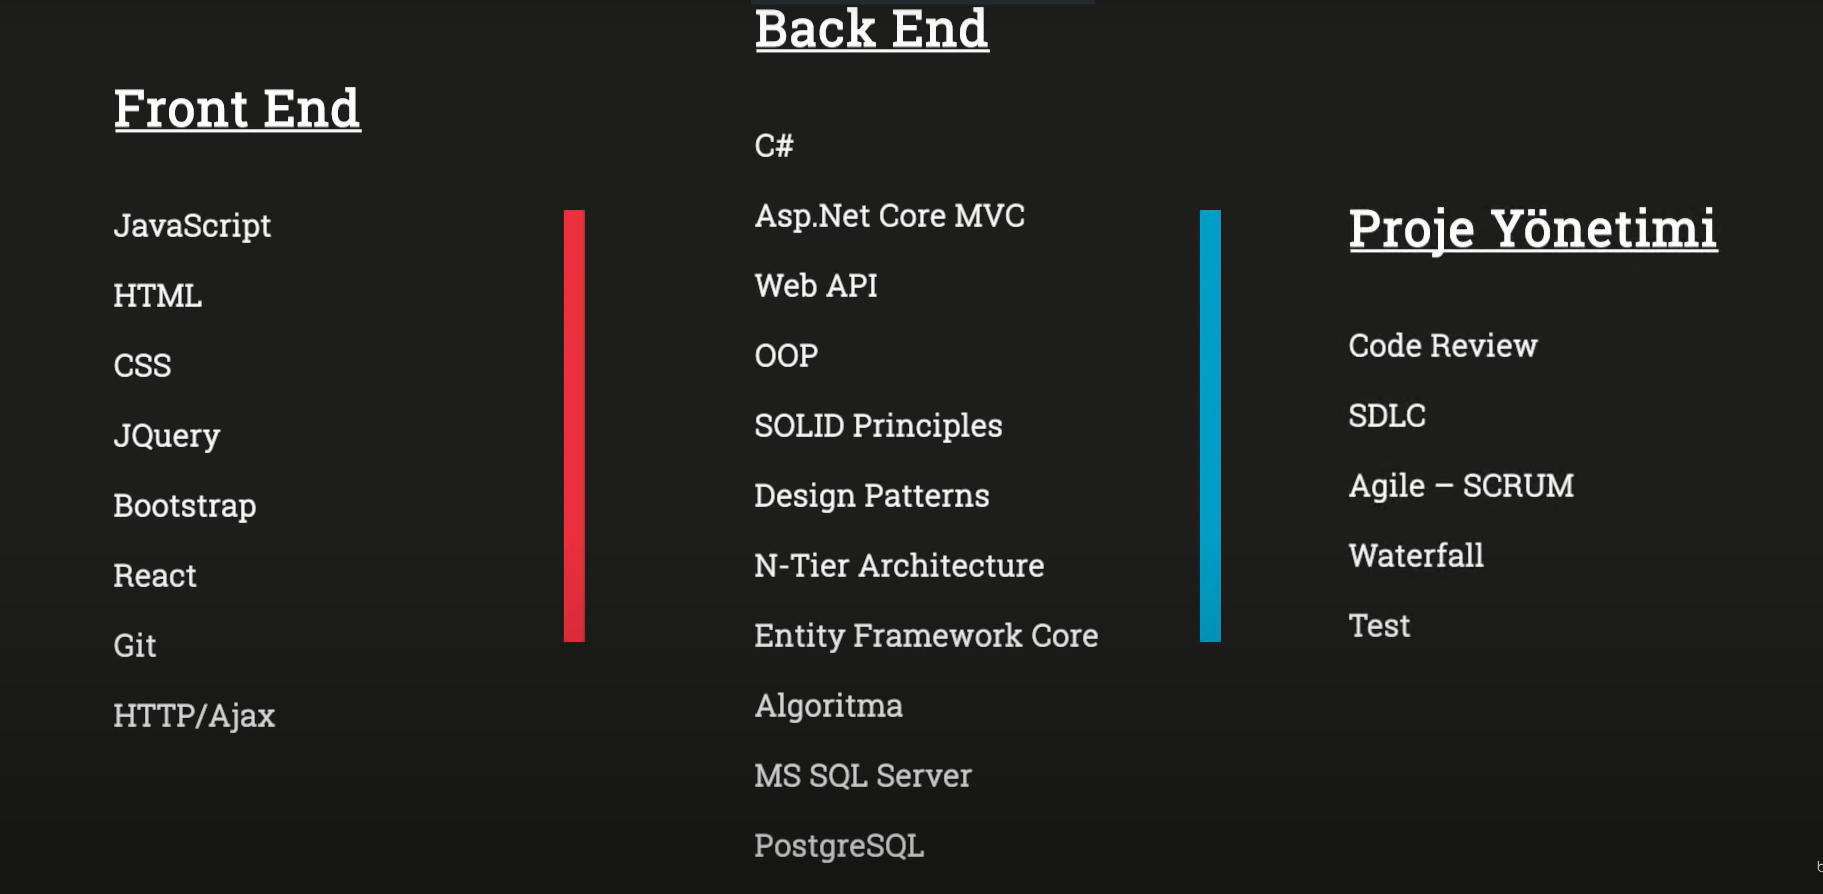 Front End
JavaScript
HTML
CSS
JQuery
Bootstrap
React
Git
HTTP/Ajax
Back End
C#
Asp.Net Core MVC
Web API
OOP
SOLID Principles
Design Patterns
N-Tier Architecture
Entity Framework Core
Algoritma
MS SQL Server
PostgreSQL
Proje Yönetimi
Code Review
SDLC
Agile – SCRUM
Waterfall
Test